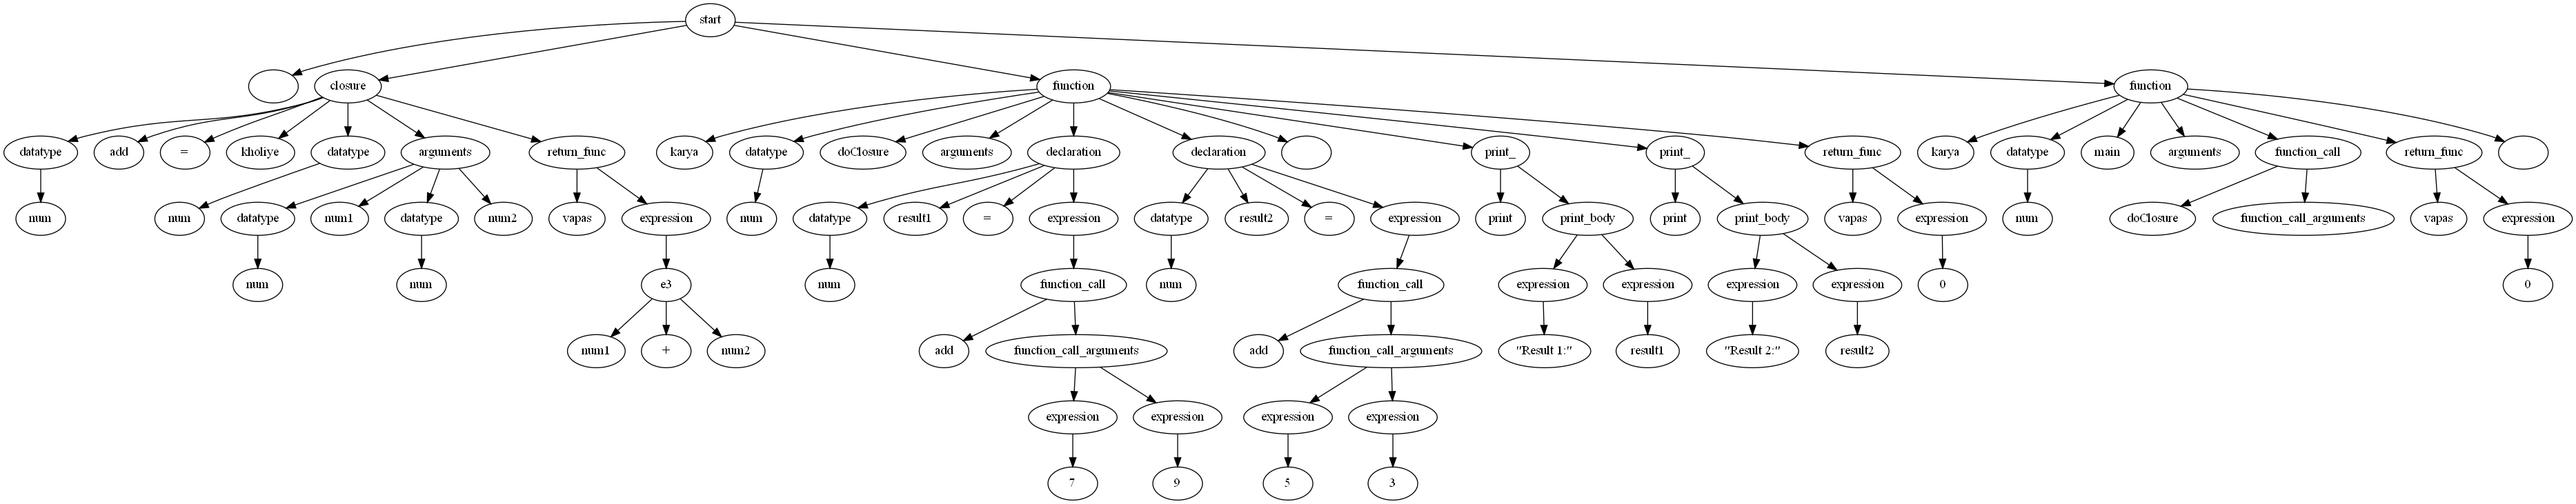 start
closure function function
datatype add = kholiye datatype arguments return_func karya datatype doClosure arguments declaration declaration print_ print_ return_func karya datatype main arguments function_call return_func
num num datatype num1 datatype num2 vapas expression num datatype result1 = expression datatype result2 = expression print print_body print print_body vapas expression num doClosure function_call_arguments vapas expression
num num e3 num function_call num function_call expression expression expression expression 0 0
num1 + num2 add function_call_arguments add function_call_arguments "Result 1:" result1 "Result 2:" result2
expression expression expression expression
7 9 5 3